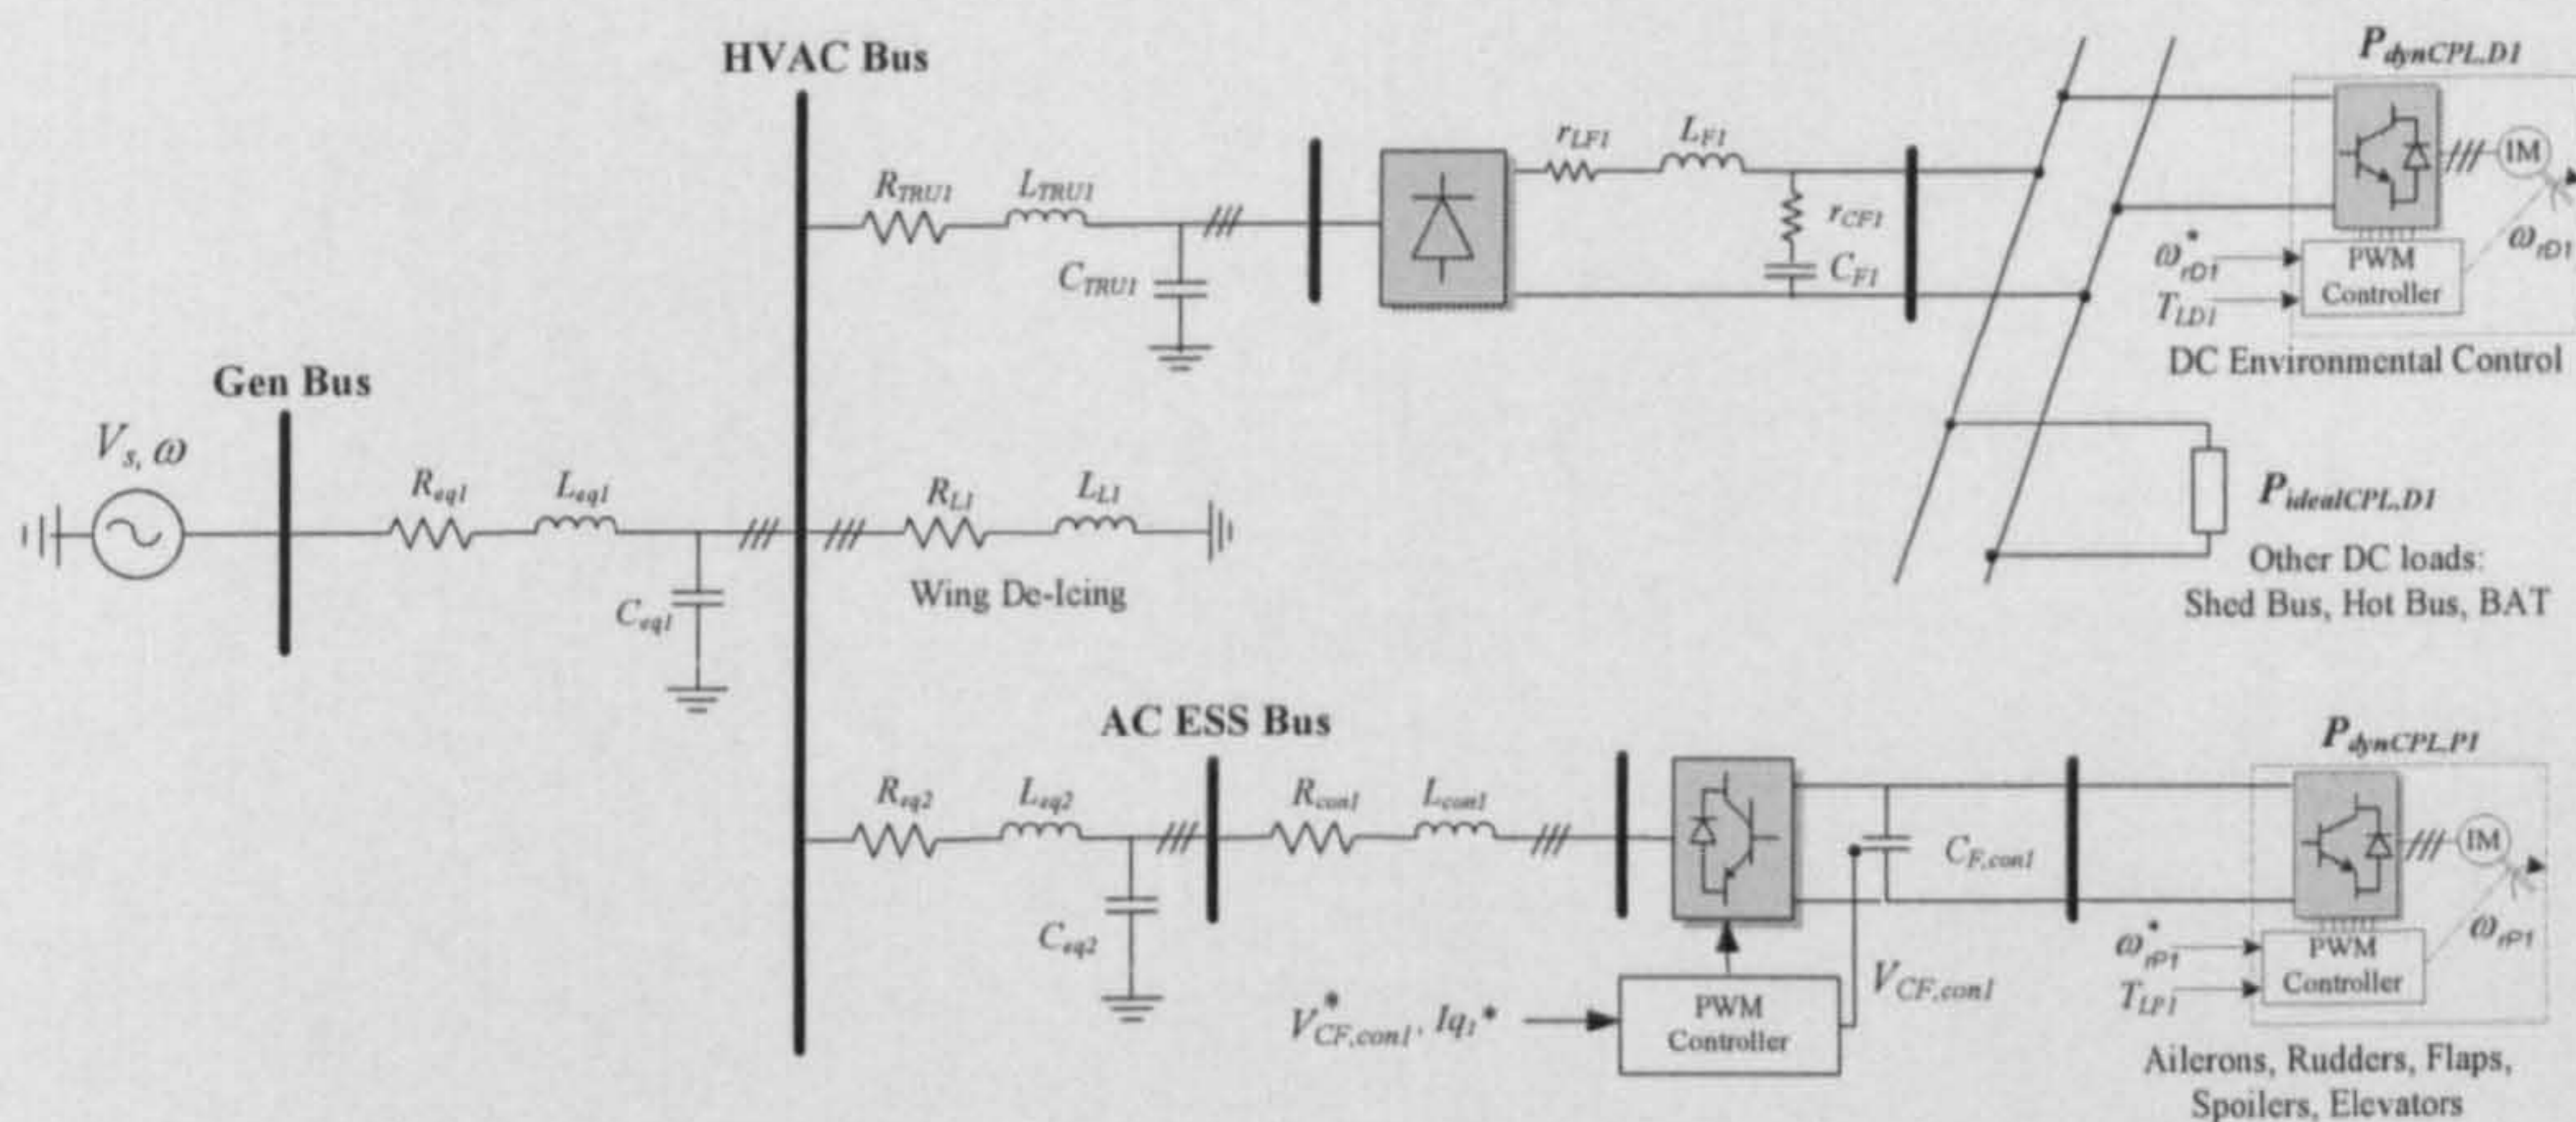 HVAC Bus
P_dynCPL,D1
r_LF1
L_F1
R_TRU1
L_TRU1
r_CF1
IM
C_TRU1
C_F1
ω*_rD1
PWM
Controller
ω_rD1
T_LD1
DC Environmental Control
Gen Bus
V_s, ω
R_eq1
L_eq1
R_L1
L_L1
P_idealCPL,D1
Other DC loads:
Shed Bus, Hot Bus, BAT
Wing De-Icing
C_eq1
AC ESS Bus
P_dynCPL,P1
R_eq2
L_eq2
R_con1
L_con1
C_F,con1
IM
C_eq2
ω*_rP1
PWM
Controller
ω_rP1
T_LP1
V_CF,con1
V*_CF,con1, Iq_1*
PWM
Controller
Ailerons, Rudders, Flaps,
Spoilers, Elevators